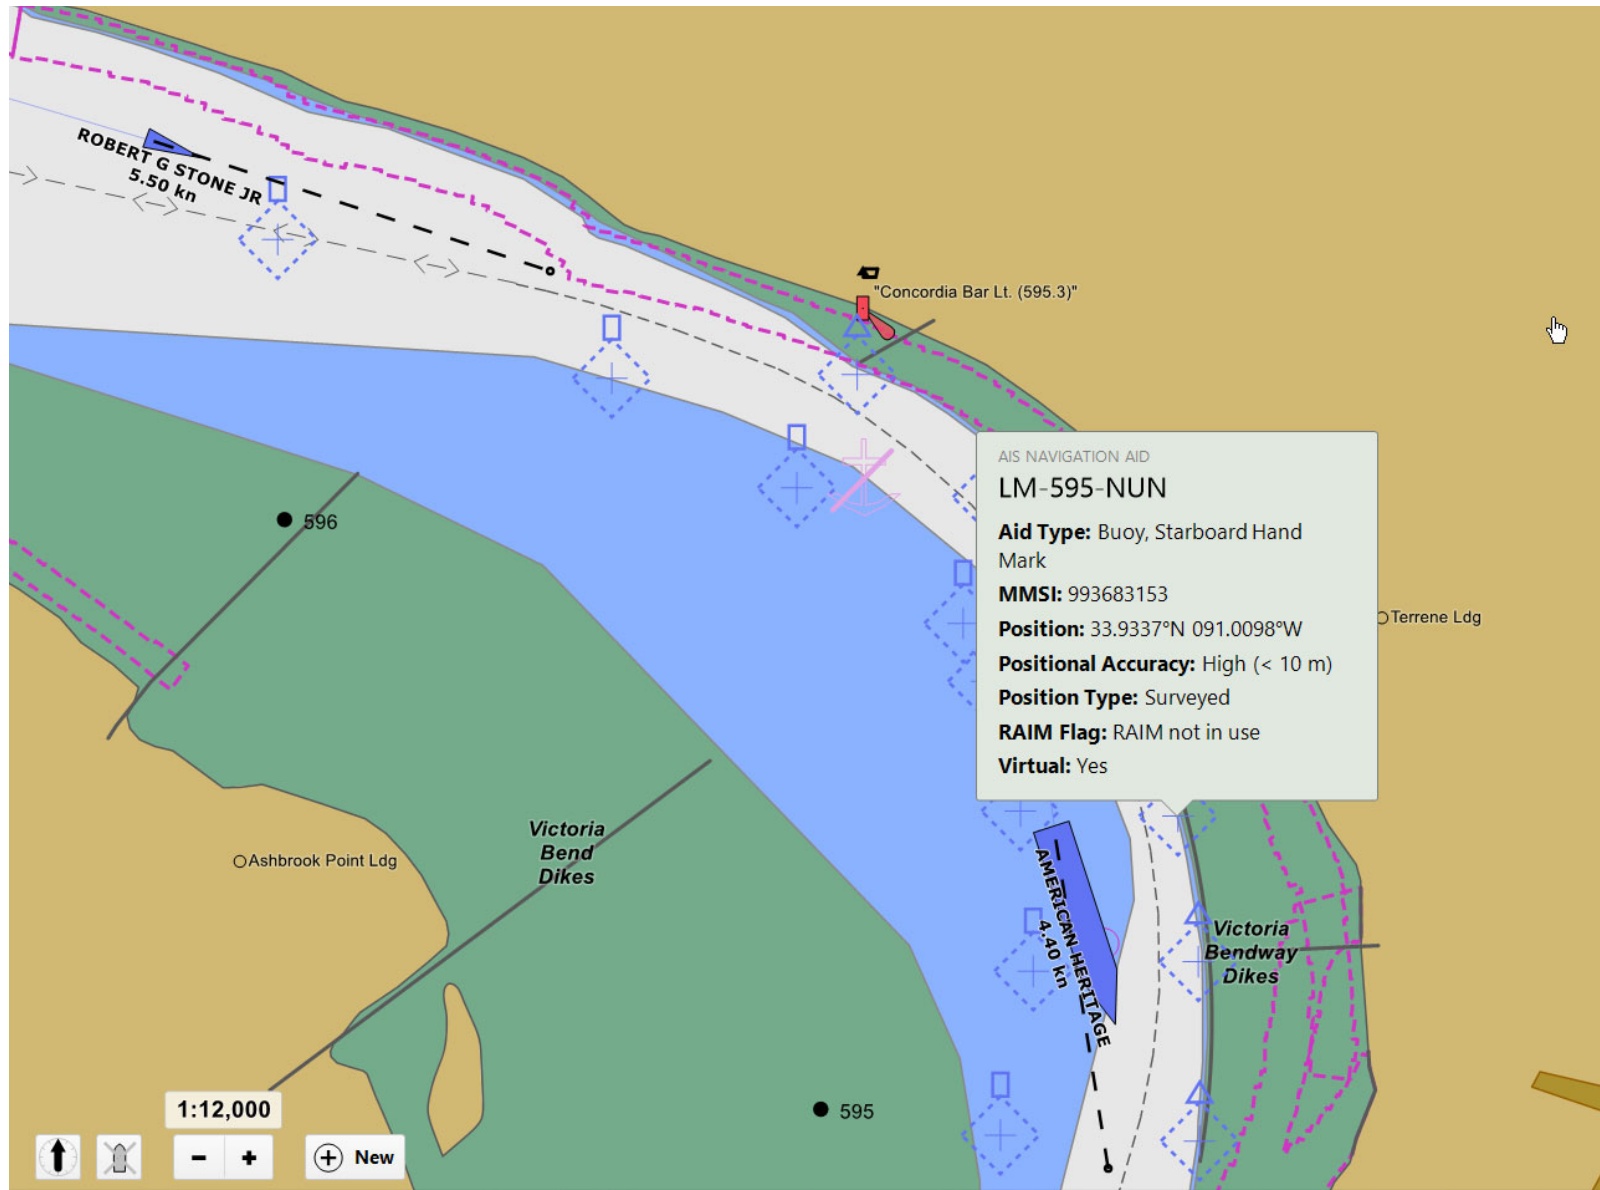 ROBERT G STONE JR
5.50 kn
"Concordia Bar Lt. (595.3)"
AIS NAVIGATION AID
LM-595-NUN
Aid Type: Buoy, Starboard Hand
Mark
MMSI: 993683153
Position: 33.9337°N 091.0098°W
Positional Accuracy: High (< 10 m)
Position Type: Surveyed
RAIM Flag: RAIM not in use
Virtual: Yes
596
Terrene Ldg
Victoria
Bend
Dikes
Ashbrook Point Ldg
AMERICAN HERITAGE
4.40 kn
Victoria
Bendway
Dikes
595
1:12,000
- +
New